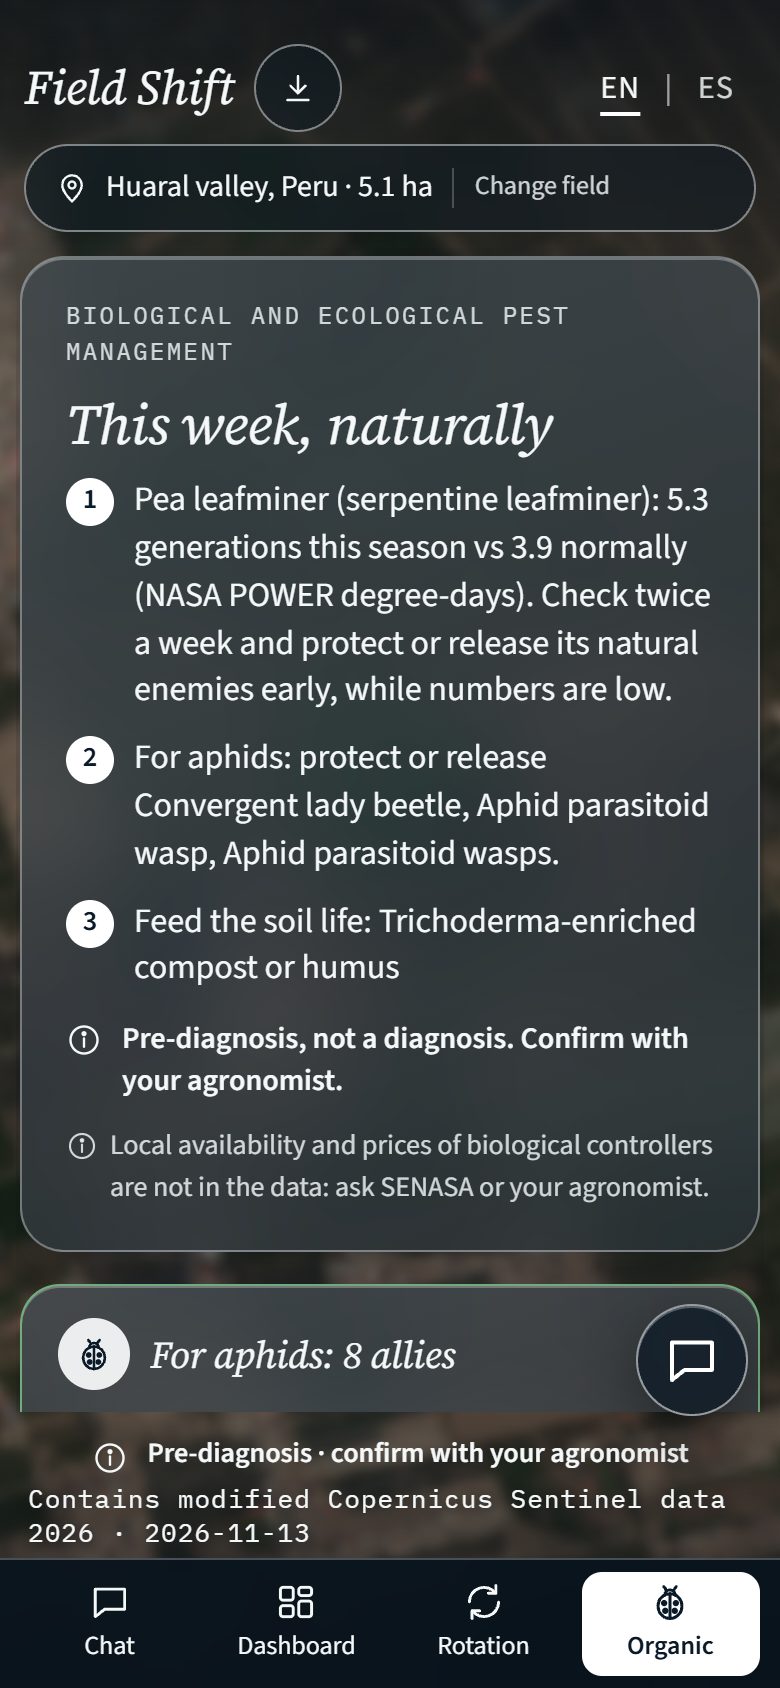 Field Shift
EN | ES
Huaral valley, Peru · 5.1 ha | Change field
BIOLOGICAL AND ECOLOGICAL PEST
MANAGEMENT
This week, naturally
1 Pea leafminer (serpentine leafminer): 5.3
generations this season vs 3.9 normally
(NASA POWER degree-days). Check twice
a week and protect or release its natural
enemies early, while numbers are low.
2 For aphids: protect or release
Convergent lady beetle, Aphid parasitoid
wasp, Aphid parasitoid wasps.
3 Feed the soil life: Trichoderma-enriched
compost or humus
Pre-diagnosis, not a diagnosis. Confirm with
your agronomist.
Local availability and prices of biological controllers
are not in the data: ask SENASA or your agronomist.
For aphids: 8 allies
Pre-diagnosis · confirm with your agronomist
Contains modified Copernicus Sentinel data
2026 · 2026-11-13
Chat Dashboard Rotation Organic